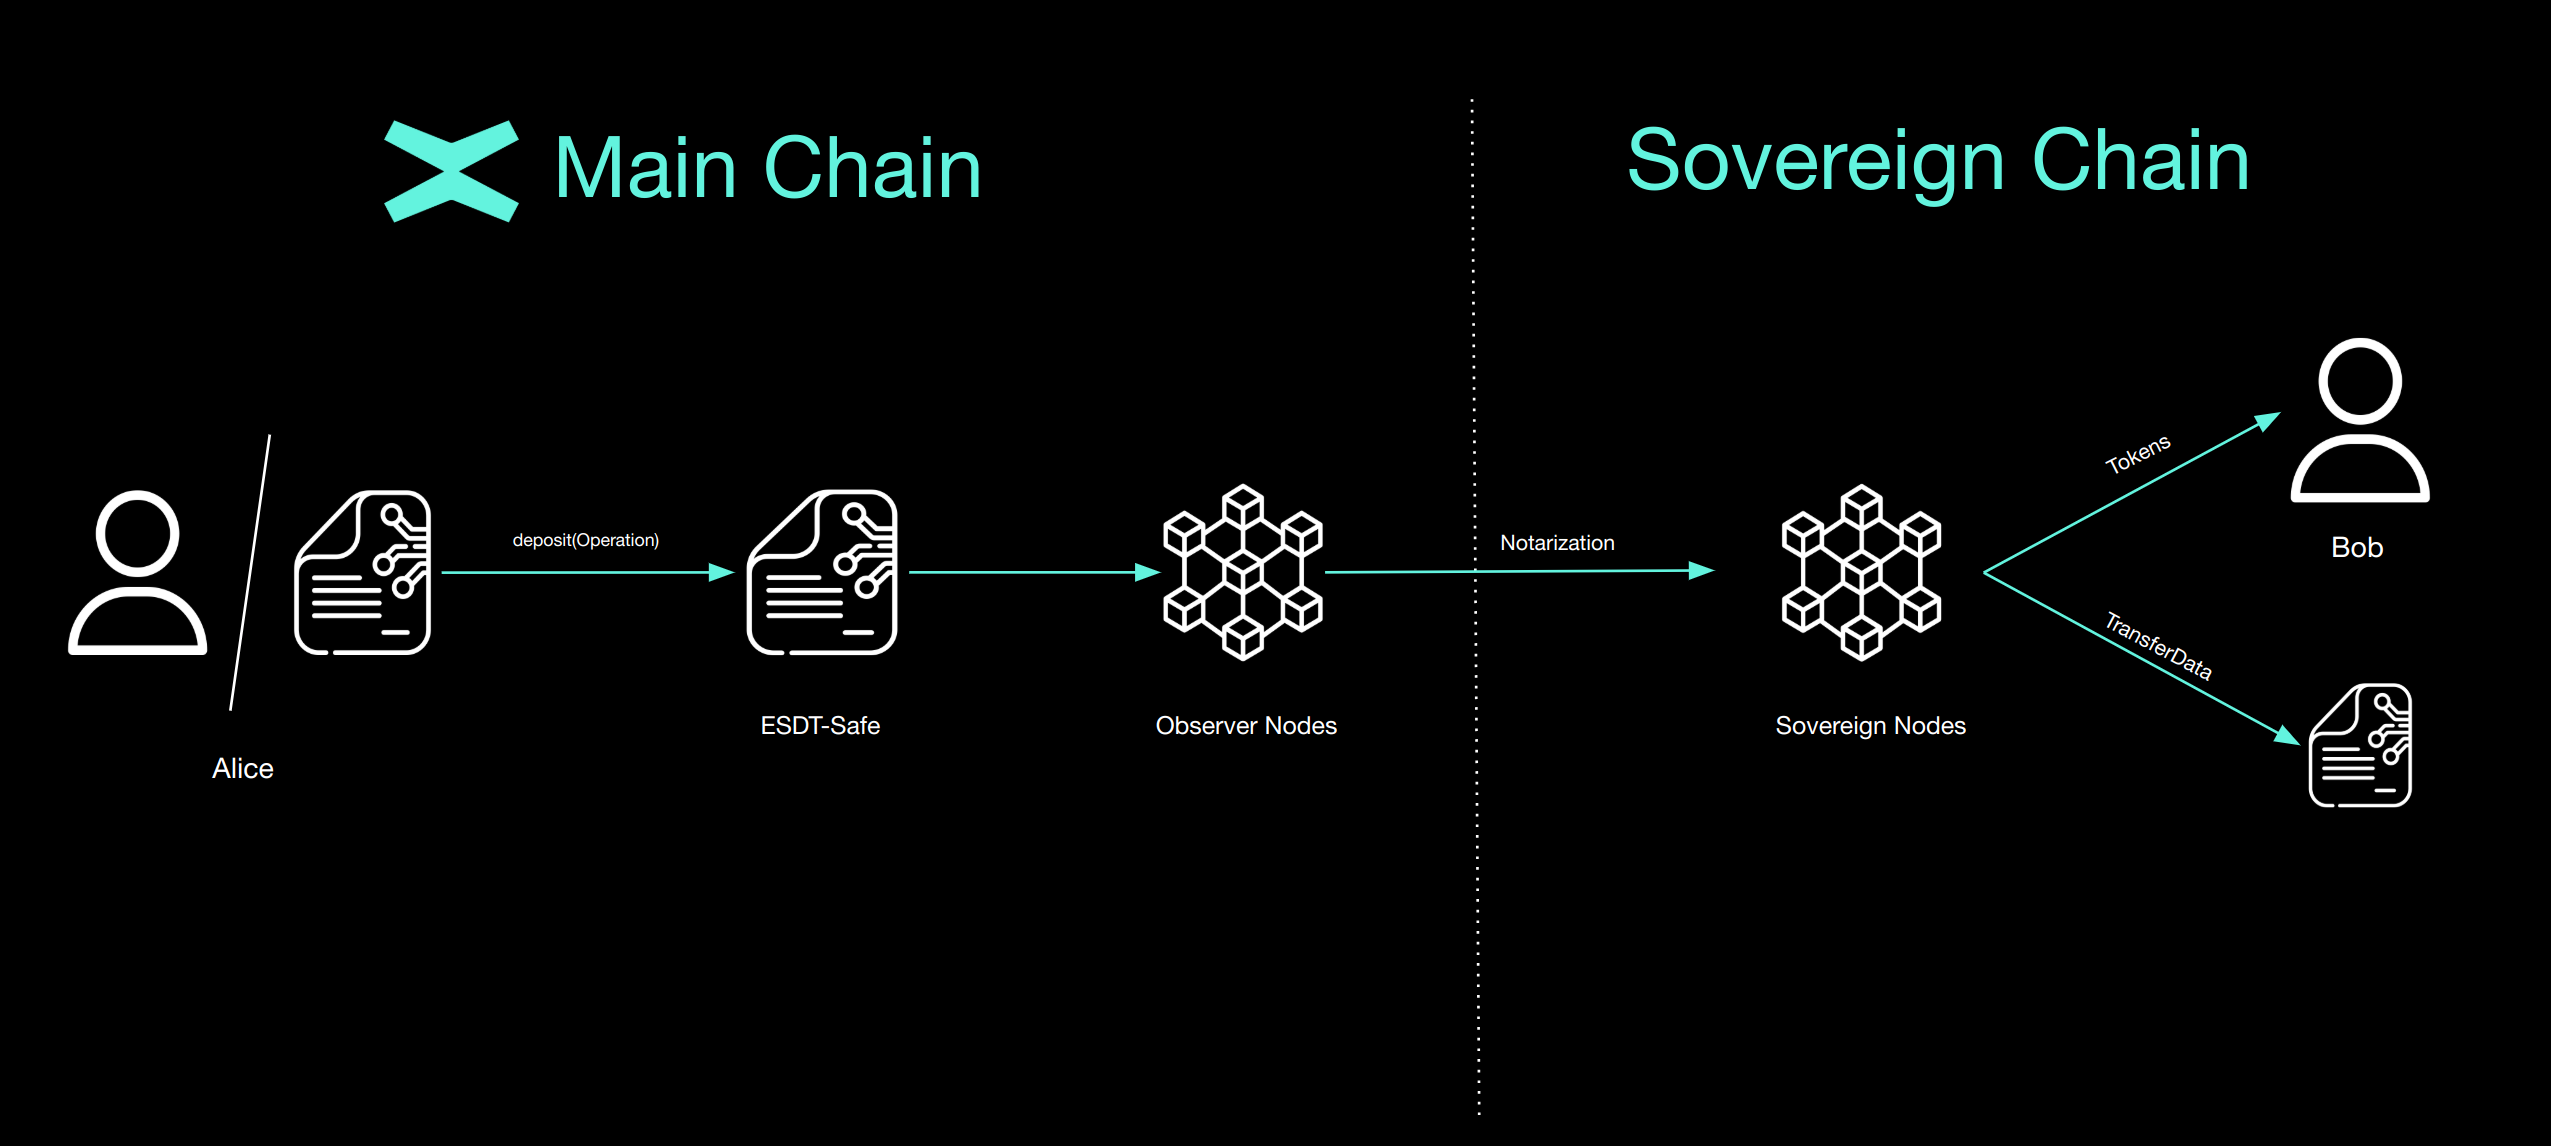 Main Chain
Sovereign Chain
deposit(Operation)
Notarization
Tokens
TransferData
Bob
Alice
ESDT-Safe
Observer Nodes
Sovereign Nodes